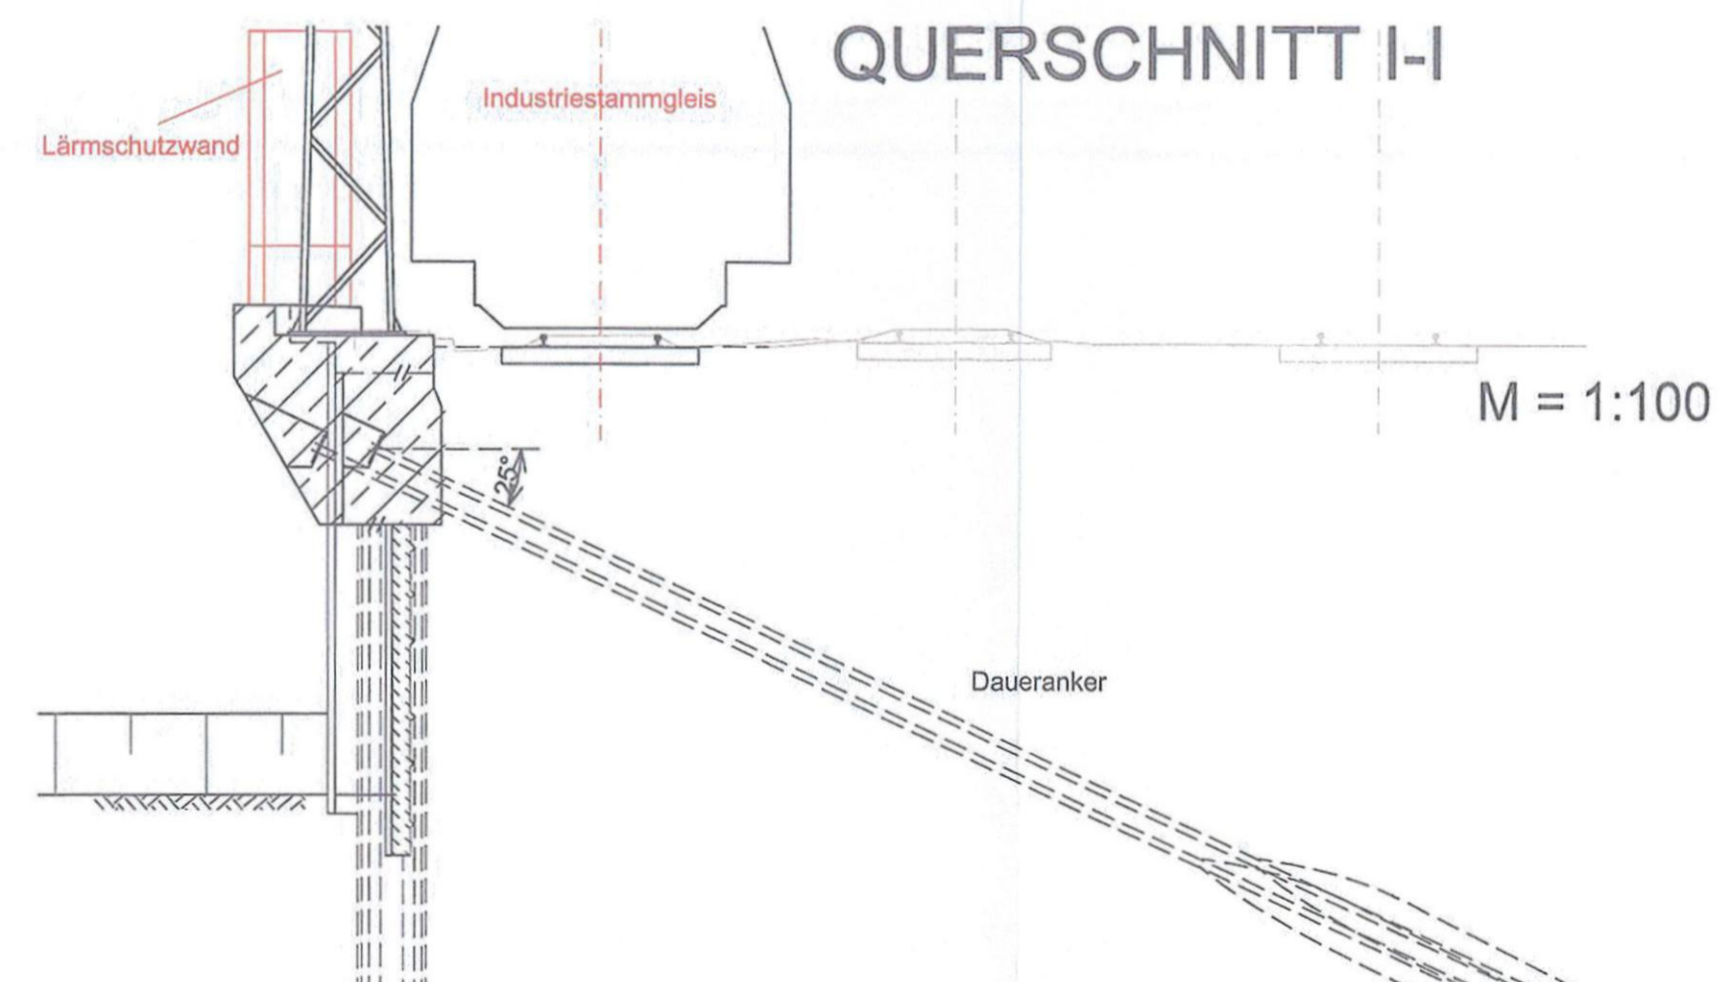 QUERSCHNITT I-I
Industriestammgleis
Lärmschutzwand
M = 1:100
25°
Daueranker